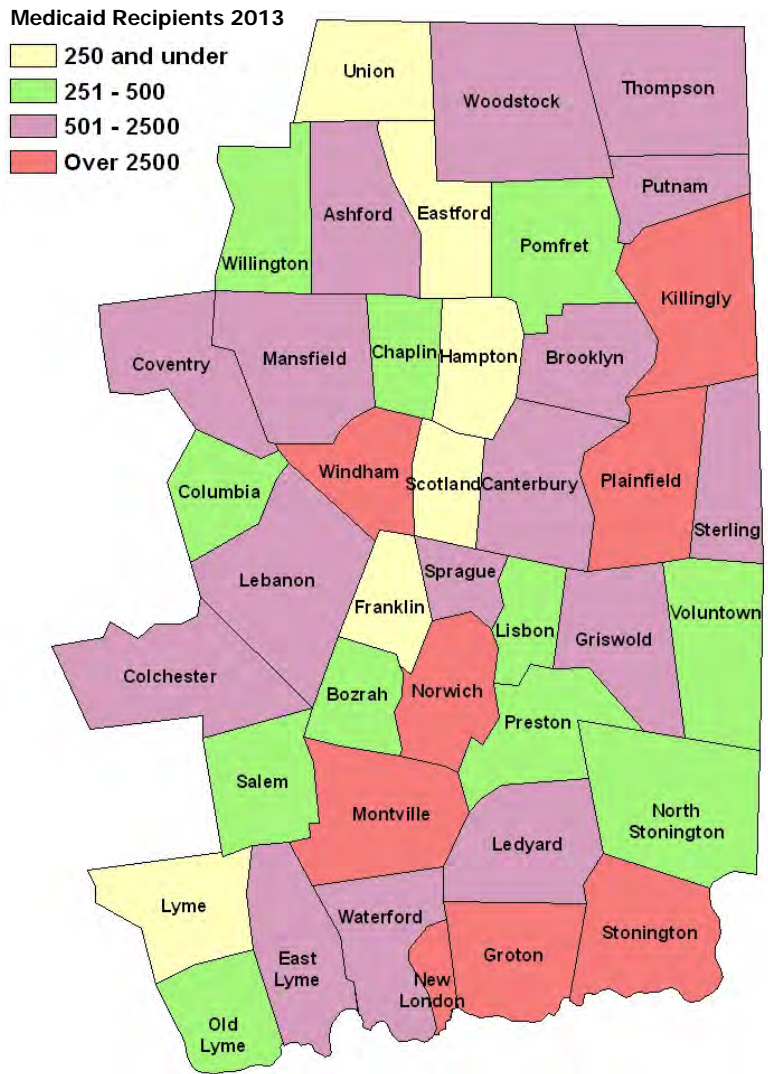 Medicaid Recipients 2013
250 and under
251 - 500
501 - 2500
Over 2500
Union
Woodstock
Thompson
Putnam
Ashford
Eastford
Pomfret
Willington
Killingly
Coventry
Mansfield
Chaplin
Hampton
Brooklyn
Windham
Columbia
Scotland
Canterbury
Plainfield
Sterling
Lebanon
Sprague
Franklin
Lisbon
Griswold
Voluntown
Colchester
Bozrah
Norwich
Preston
Salem
Montville
Ledyard
North
Stonington
Lyme
Waterford
East
Lyme
New
London
Groton
Stonington
Old
Lyme